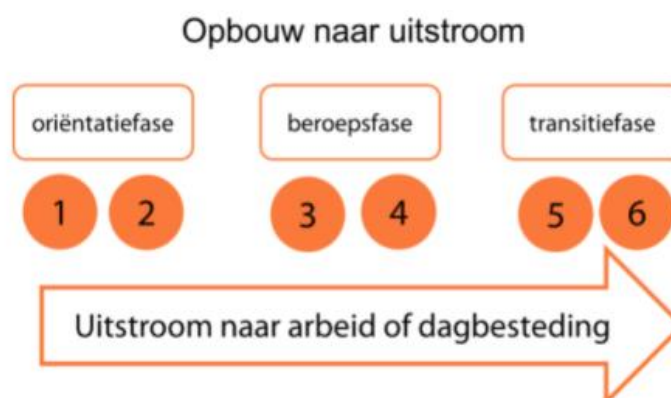 Opbouw naar uitstroom
oriëntatiefase
beroepsfase
transitiefase
1 2 3 4 5 6
Uitstroom naar arbeid of dagbesteding